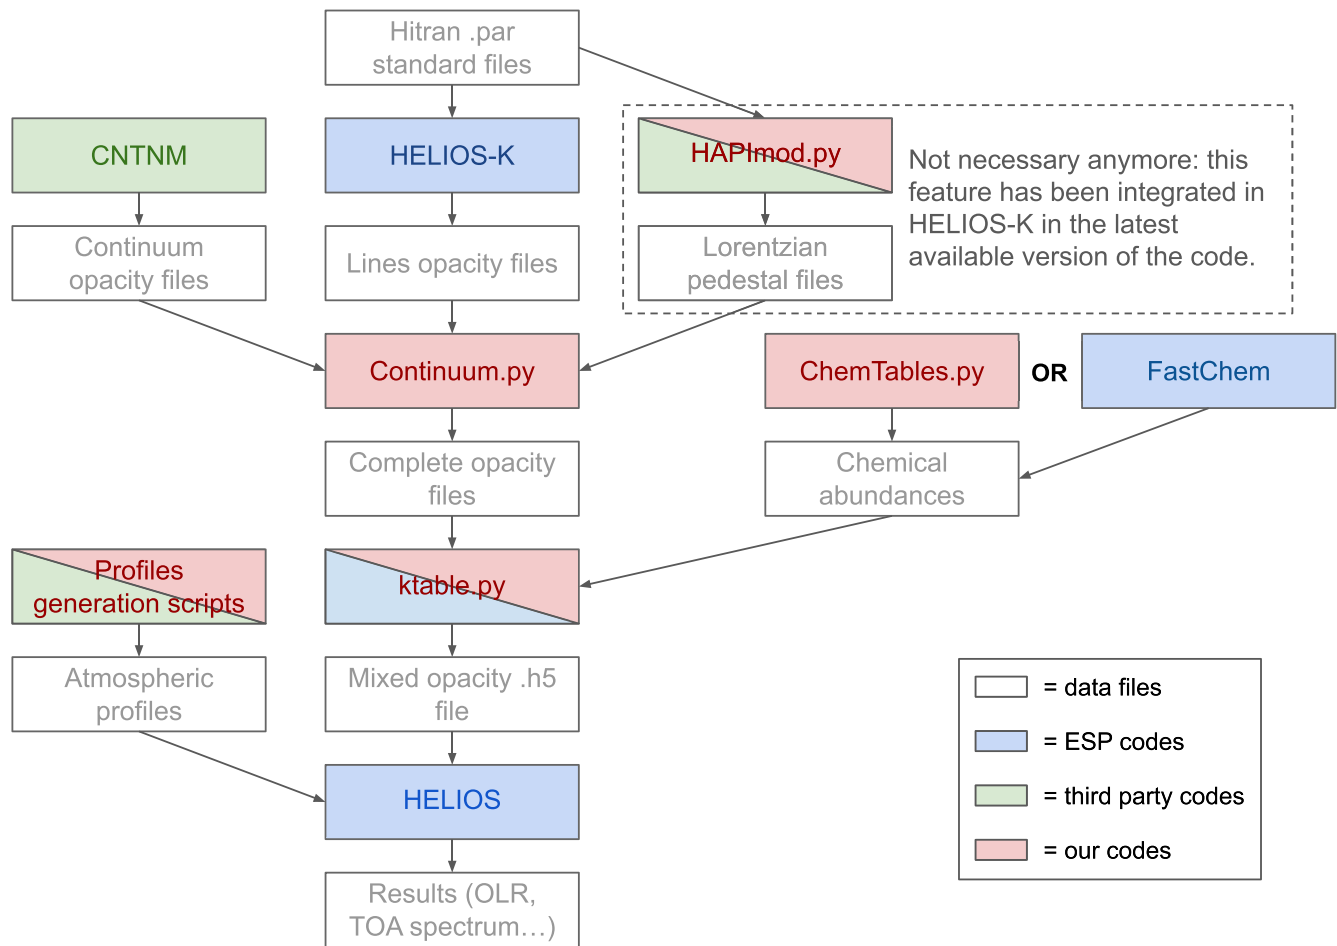 Hitran .par
standard files
CNTNM
HELIOS-K
HAPImod.py
Not necessary anymore: this
feature has been integrated in
HELIOS-K in the latest
available version of the code.
Continuum
opacity files
Lines opacity files
Lorentzian
pedestal files
Continuum.py
ChemTables.py
OR
FastChem
Complete opacity
files
Chemical
abundances
Profiles
generation scripts
ktable.py
Atmospheric
profiles
Mixed opacity .h5
file
HELIOS
Results (OLR,
TOA spectrum…)
= data files
= ESP codes
= third party codes
= our codes